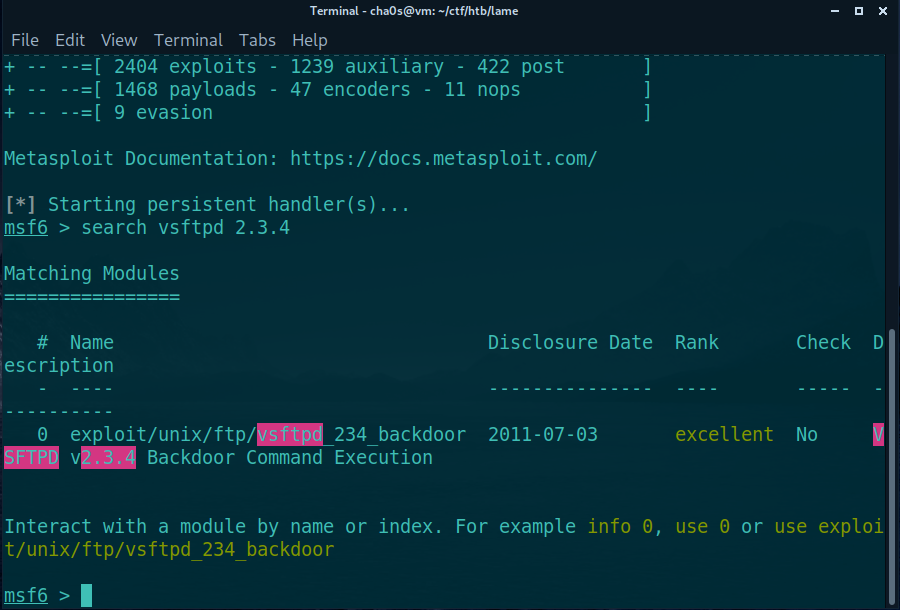 Terminal - cha0s@vm: ~/ctf/htb/lame
File Edit View Terminal Tabs Help
+ -- --=[ 2404 exploits - 1239 auxiliary - 422 post       ]
+ -- --=[ 1468 payloads - 47 encoders - 11 nops           ]
+ -- --=[ 9 evasion                                       ]
Metasploit Documentation: https://docs.metasploit.com/
[*] Starting persistent handler(s)...
msf6 > search vsftpd 2.3.4
Matching Modules
================
   #  Name                                  Disclosure Date  Rank       Check  D
escription
   -  ----                                  ---------------  ----       -----  -
----------
   0  exploit/unix/ftp/vsftpd_234_backdoor  2011-07-03       excellent  No     V
SFTPD v2.3.4 Backdoor Command Execution
Interact with a module by name or index. For example info 0, use 0 or use exploi
t/unix/ftp/vsftpd_234_backdoor
msf6 >